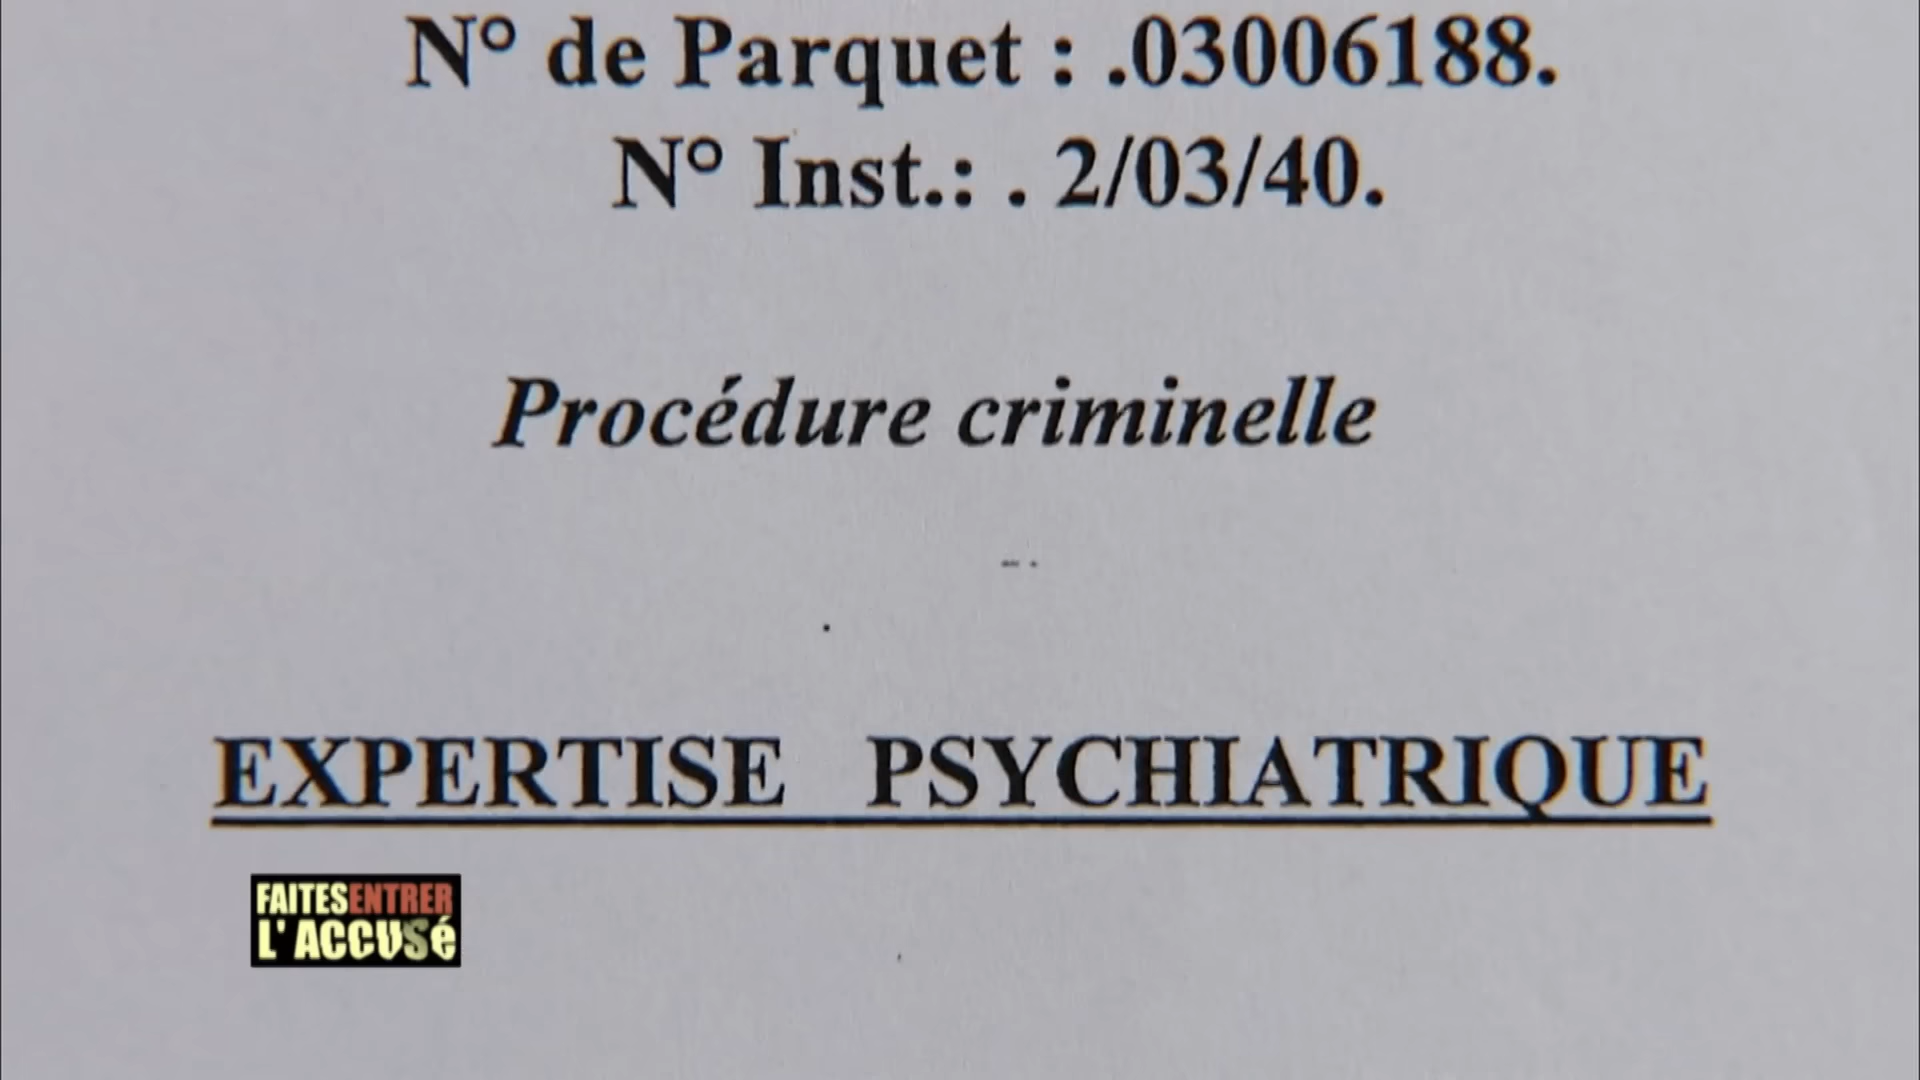 N° de Parquet : .03006188.
N° Inst.: . 2/03/40.
Procédure criminelle
EXPERTISE PSYCHIATRIQUE
FAITES ENTRER
L'ACCUSé